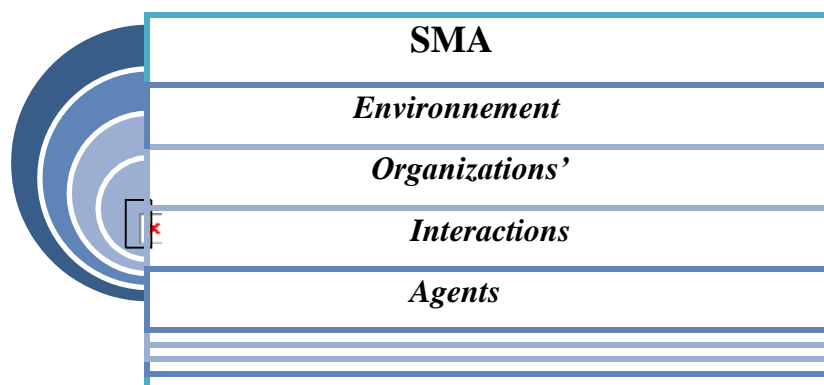 SMA
Environnement
Organizations’
Interactions
Agents